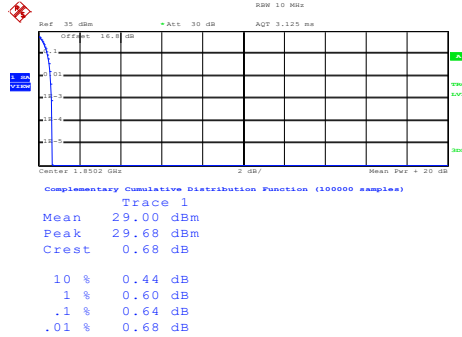 RBW 10 MHz
Ref 35 dBm *Att 30 dB AQT 3.125 ms
Offset 16.8 dB
0.1
A
1 SA
VIEW
0.01
1E-3
1E-4
1E-5
3D
Center 1.8502 GHz 2 dB/ Mean Pwr + 20 dB
Complementary Cumulative Distribution Function (100000 samples)
Trace 1
Mean 29.00 dBm
Peak 29.68 dBm
Crest 0.68 dB
10 % 0.44 dB
1 % 0.60 dB
.1 % 0.64 dB
.01 % 0.68 dB